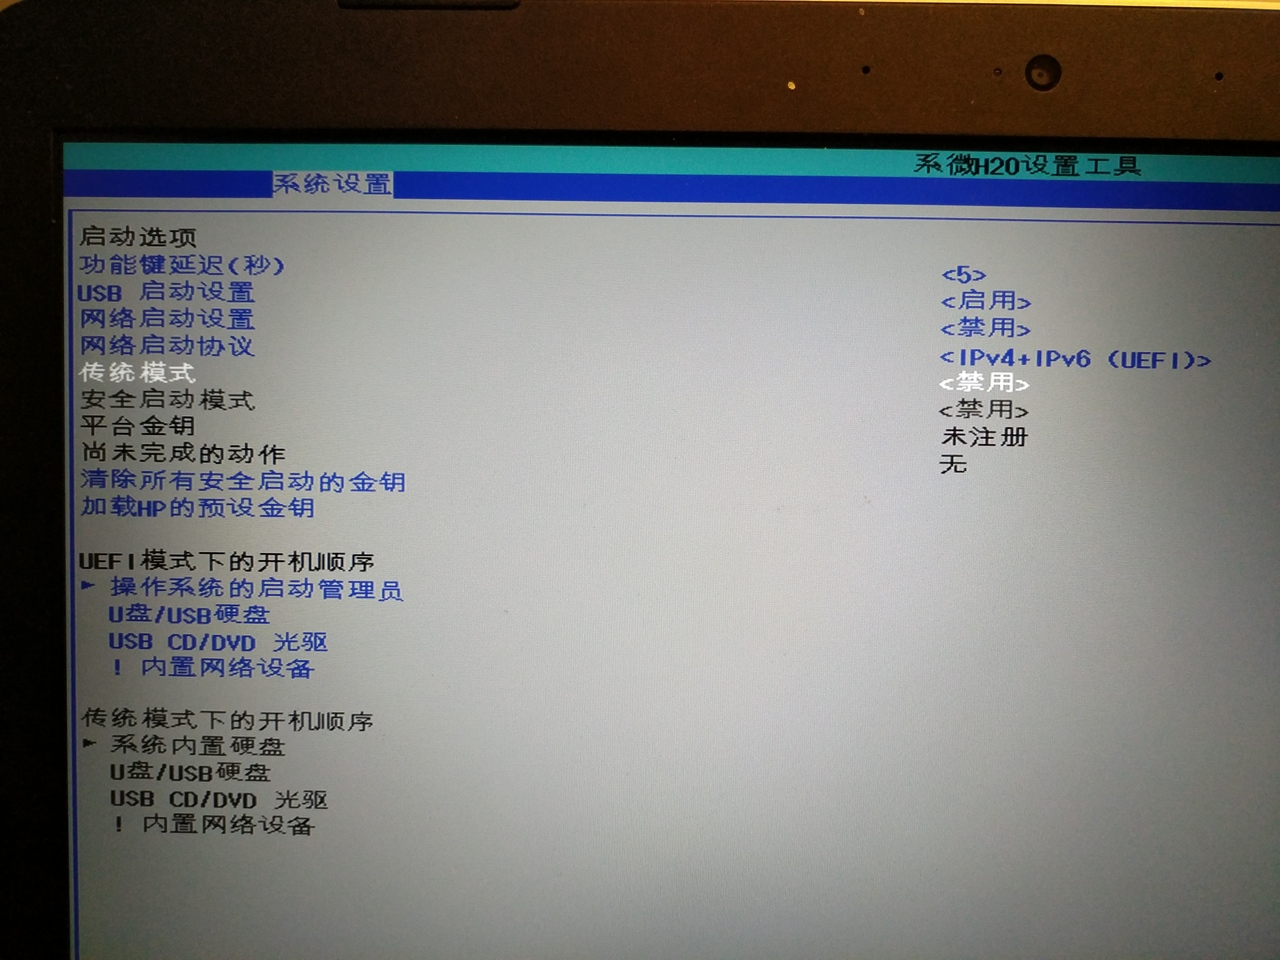 系微H2O设置工具
系统设置
启动选项
功能键延迟(秒) <5>
USB 启动设置 <启用>
网络启动设置 <禁用>
网络启动协议 <IPv4+IPv6 (UEFI)>
传统模式 <禁用>
安全启动模式 <禁用>
平台金钥 未注册
尚未完成的动作 无
清除所有安全启动的金钥
加载HP的预设金钥
UEFI模式下的开机顺序
► 操作系统的启动管理员
U盘/USB硬盘
USB CD/DVD 光驱
! 内置网络设备
传统模式下的开机顺序
► 系统内置硬盘
U盘/USB硬盘
USB CD/DVD 光驱
! 内置网络设备